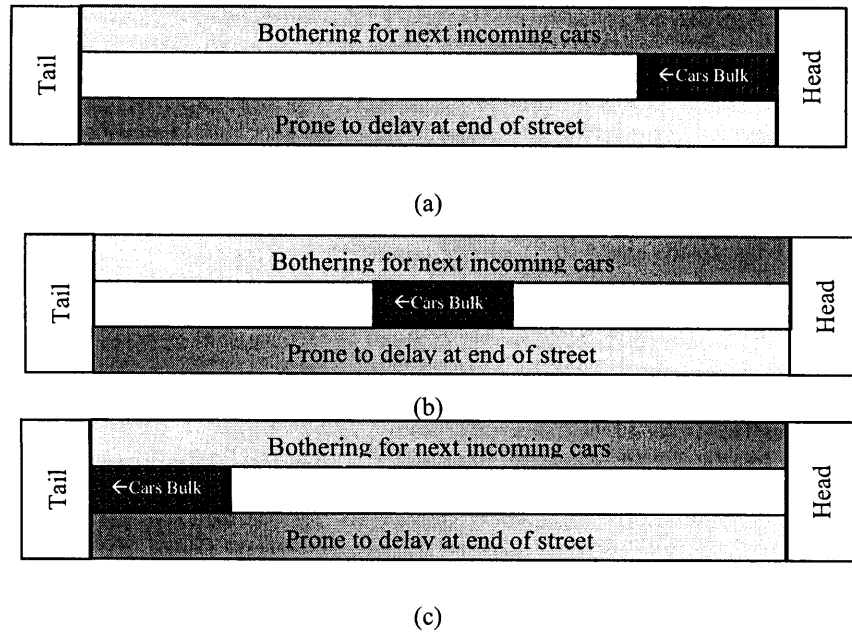 Tail
Bothering for next incoming cars
←Cars Bulk
Prone to delay at end of street
Head
(a)
Tail
Bothering for next incoming cars
←Cars Bulk
Prone to delay at end of street
Head
(b)
Tail
Bothering for next incoming cars
←Cars Bulk
Prone to delay at end of street
Head
(c)